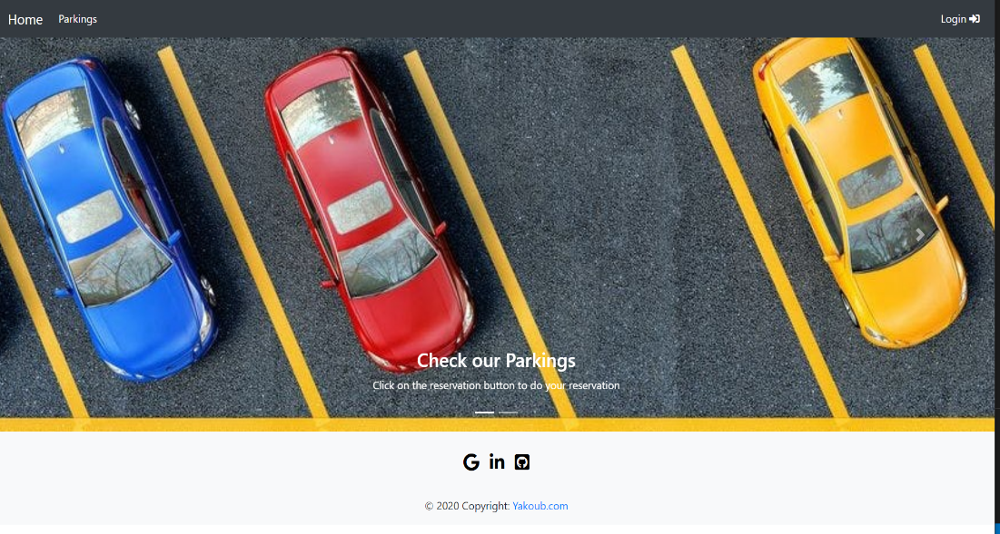 Home Parkings Login
Check our Parkings
Click on the reservation button to do your reservation
© 2020 Copyright: Yakoub.com